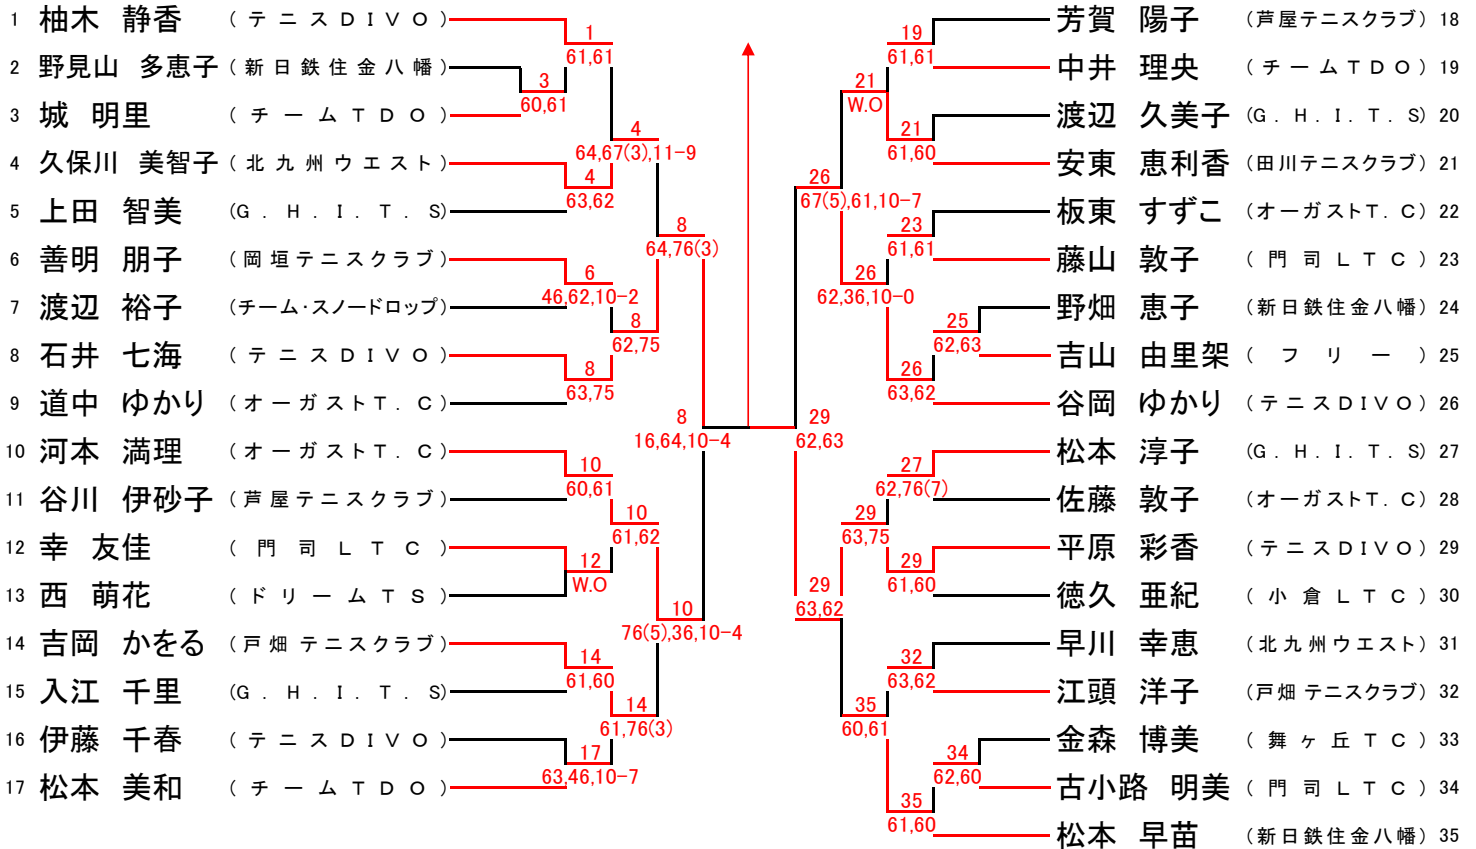 1 柚木 静香 (テニスDIVO)
2 野見山 多恵子 (新日鉄住金八幡)
3 城 明里 (チームTDO)
4 久保川 美智子 (北九州ウエスト)
5 上田 智美 (G.H.I.T.S)
6 善明 朋子 (岡垣テニスクラブ)
7 渡辺 裕子 (チーム・スノードロップ)
8 石井 七海 (テニスDIVO)
9 道中 ゆかり (オーガストT.C)
10 河本 満理 (オーガストT.C)
11 谷川 伊砂子 (芦屋テニスクラブ)
12 幸 友佳 (門司LTC)
13 西 萌花 (ドリームTS)
14 吉岡 かをる (戸畑テニスクラブ)
15 入江 千里 (G.H.I.T.S)
16 伊藤 千春 (テニスDIVO)
17 松本 美和 (チームTDO)
1
61,61
3
60,61
4
64,67(3),11-9
4
63,62
8
64,76(3)
6
46,62,10-2
8
62,75
8
63,75
8
16,64,10-4
10
60,61
10
61,62
12
W.O
10
76(5),36,10-4
14
61,60
14
61,76(3)
17
63,46,10-7
19
61,61
21
W.O
21
61,60
26
67(5),61,10-7
23
61,61
26
62,36,10-0
25
62,63
26
63,62
29
62,63
27
62,76(7)
29
63,75
29
61,60
29
63,62
32
63,62
35
60,61
34
62,60
35
61,60
芳賀 陽子 (芦屋テニスクラブ) 18
中井 理央 (チームTDO) 19
渡辺 久美子 (G.H.I.T.S) 20
安東 恵利香 (田川テニスクラブ) 21
板東 すずこ (オーガストT.C) 22
藤山 敦子 (門司LTC) 23
野畑 恵子 (新日鉄住金八幡) 24
吉山 由里架 (フリー) 25
谷岡 ゆかり (テニスDIVO) 26
松本 淳子 (G.H.I.T.S) 27
佐藤 敦子 (オーガストT.C) 28
平原 彩香 (テニスDIVO) 29
徳久 亜紀 (小倉LTC) 30
早川 幸恵 (北九州ウエスト) 31
江頭 洋子 (戸畑テニスクラブ) 32
金森 博美 (舞ヶ丘TC) 33
古小路 明美 (門司LTC) 34
松本 早苗 (新日鉄住金八幡) 35